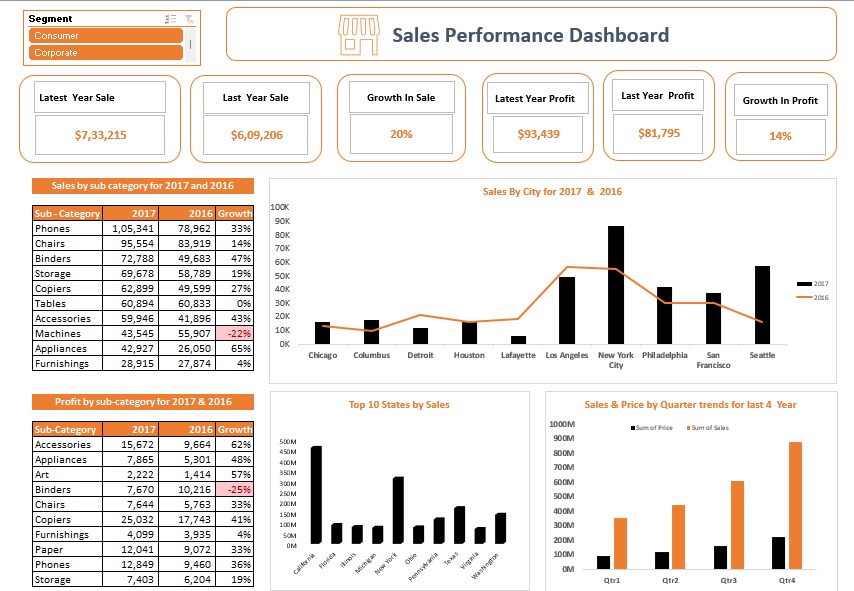 Segment
Consumer
Corporate
Sales Performance Dashboard
Latest Year Sale
$7,33,215
Last Year Sale
$6,09,206
Growth In Sale
20%
Latest Year Profit
$93,439
Last Year Profit
$81,795
Growth In Profit
14%
Sales by sub category for 2017 and 2016
Sub - Category 2017 2016 Growth
Phones 1,05,341 78,962 33%
Chairs 95,554 83,919 14%
Binders 72,788 49,683 47%
Storage 69,678 58,789 19%
Copiers 62,899 49,599 27%
Tables 60,894 60,833 0%
Accessories 59,946 41,896 43%
Machines 43,545 55,907 -22%
Appliances 42,927 26,050 65%
Furnishings 28,915 27,874 4%
Sales By City for 2017 & 2016
100K
90K
80K
70K
60K
50K
40K
30K
20K
10K
0K
Chicago Columbus Detroit Houston Lafayette Los Angeles New York City Philadelphia San Francisco Seattle
2017
2016
Profit by sub-category for 2017 & 2016
Sub-Category 2017 2016 Growth
Accessories 15,672 9,664 62%
Appliances 7,865 5,301 48%
Art 2,222 1,414 57%
Binders 7,670 10,216 -25%
Chairs 7,644 5,763 33%
Copiers 25,032 17,743 41%
Furnishings 4,099 3,935 4%
Paper 12,041 9,072 33%
Phones 12,849 9,460 36%
Storage 7,403 6,204 19%
Top 10 States by Sales
500M
450M
400M
350M
300M
250M
200M
150M
100M
50M
0M
California Florida Illinois Michigan New York Ohio Pennsylvania Texas Virginia Washington
Sales & Price by Quarter trends for last 4 Year
Sum of Price Sum of Sales
1000M
900M
800M
700M
600M
500M
400M
300M
200M
100M
0M
Qtr1 Qtr2 Qtr3 Qtr4